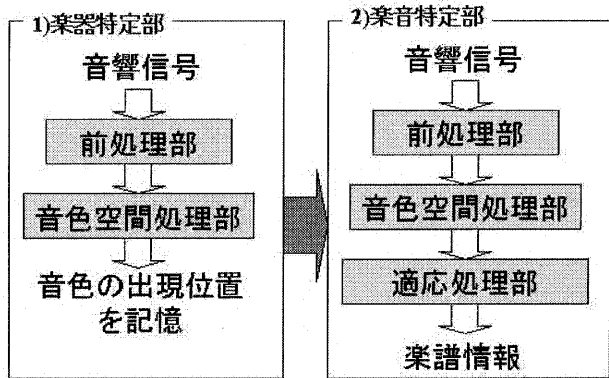 1)楽器特定部
音響信号
前処理部
音色空間処理部
音色の出現位置
を記憶
2)楽音特定部
音響信号
前処理部
音色空間処理部
適応処理部
楽譜情報